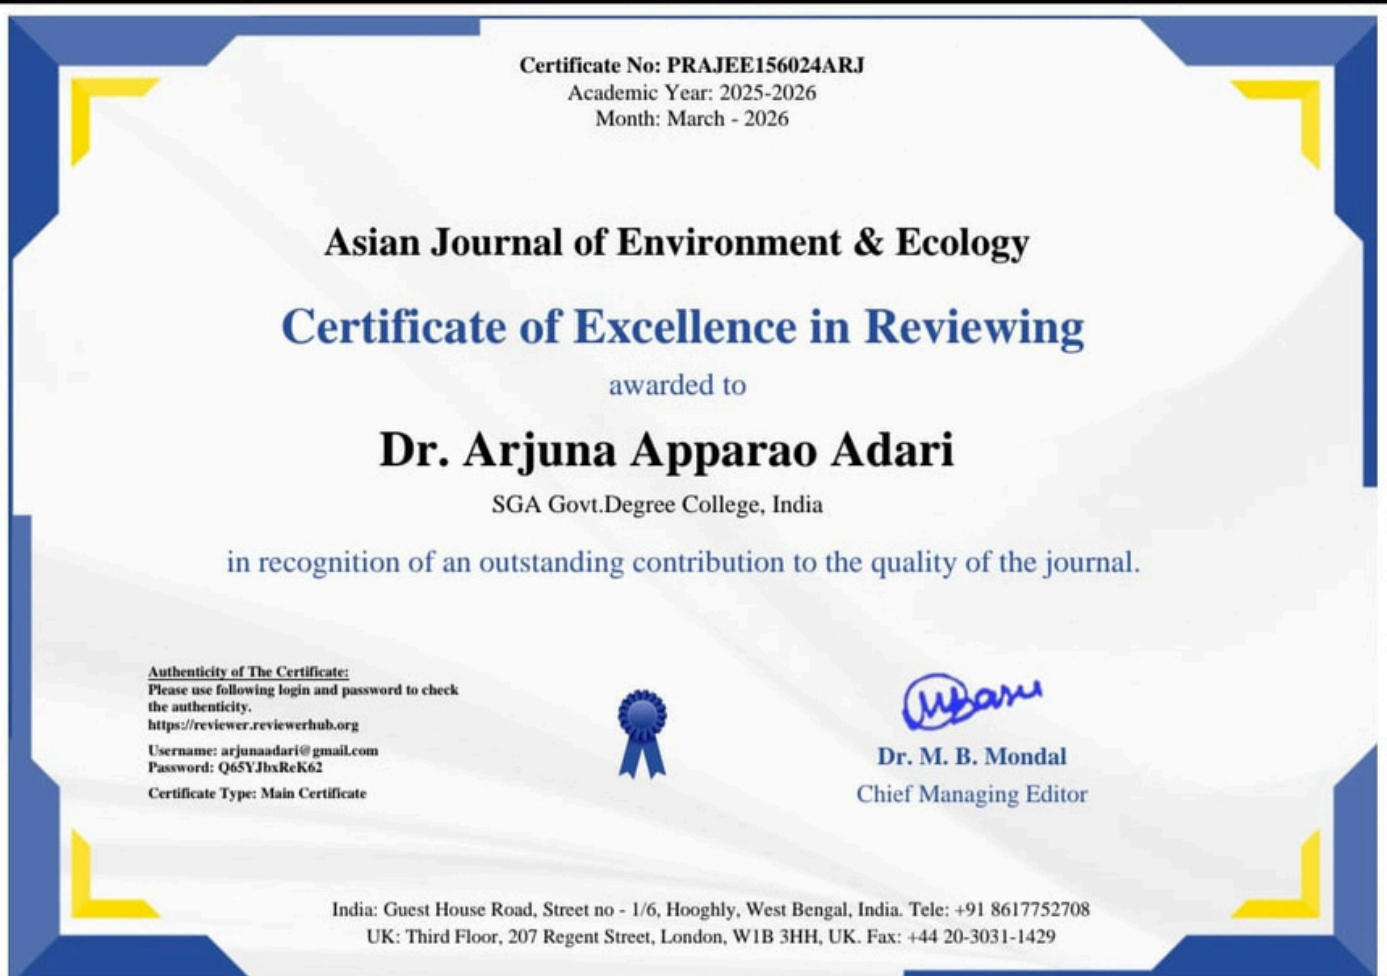 Certificate No: PRAJEE156024ARJ
Academic Year: 2025-2026
Month: March - 2026
Asian Journal of Environment & Ecology
Certificate of Excellence in Reviewing
awarded to
Dr. Arjuna Apparao Adari
SGA Govt.Degree College, India
in recognition of an outstanding contribution to the quality of the journal.
Authenticity of The Certificate:
Please use following login and password to check
the authenticity.
https://reviewer.reviewerhub.org
Username: arjunaadari@gmail.com
Password: Q65YJbxReK62
Certificate Type: Main Certificate
Dr. M. B. Mondal
Chief Managing Editor
India: Guest House Road, Street no - 1/6, Hooghly, West Bengal, India. Tele: +91 8617752708
UK: Third Floor, 207 Regent Street, London, W1B 3HH, UK. Fax: +44 20-3031-1429